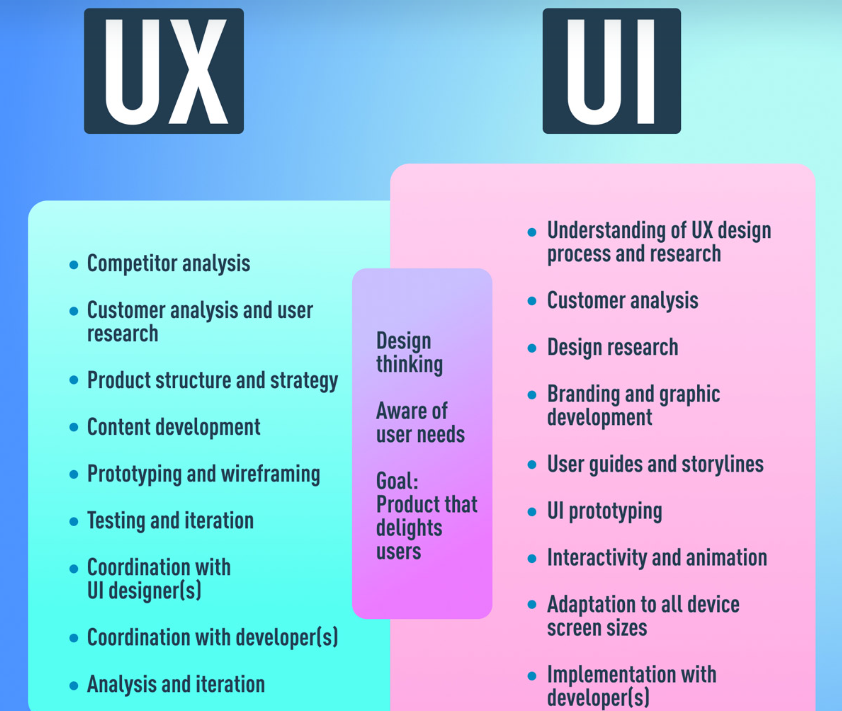 UX
UI
Competitor analysis
Customer analysis and user
research
Product structure and strategy
Content development
Prototyping and wireframing
Testing and iteration
Coordination with
UI designer(s)
Coordination with developer(s)
Analysis and iteration
Design
thinking
Aware of
user needs
Goal:
Product that
delights
users
Understanding of UX design
process and research
Customer analysis
Design research
Branding and graphic
development
User guides and storylines
UI prototyping
Interactivity and animation
Adaptation to all device
screen sizes
Implementation with
developer(s)